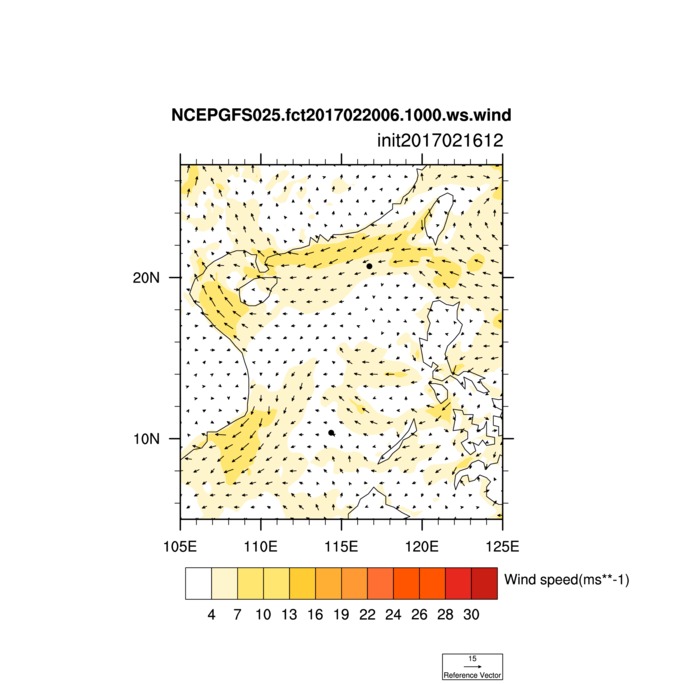 NCEPGFS025.fct2017022006.1000.ws.wind
init2017021612
20N
10N
105E 110E 115E 120E 125E
Wind speed(ms**-1)
4 7 10 13 16 19 22 24 26 28 30
15
Reference Vector